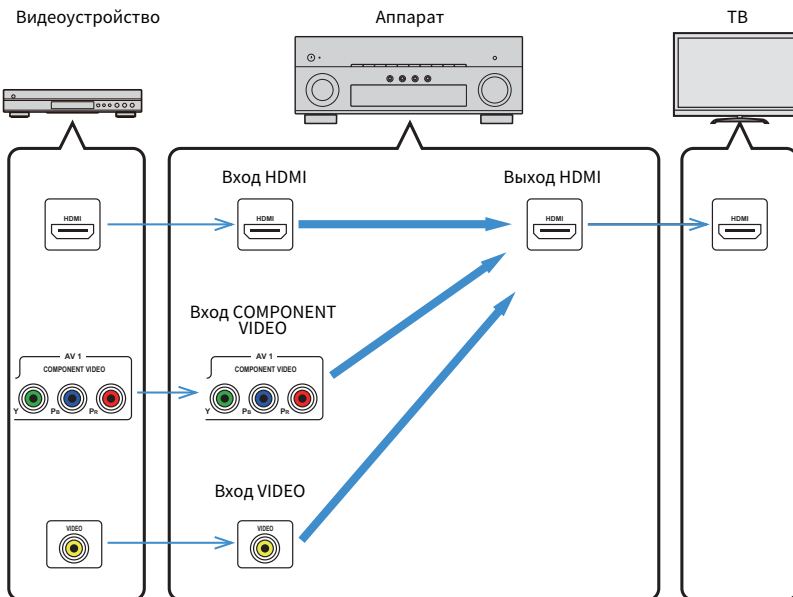 Видеоустройство
Аппарат
ТВ
Вход HDMI
Выход HDMI
HDMI
HDMI
HDMI
HDMI
Вход COMPONENT
VIDEO
AV 1
COMPONENT VIDEO
Y PB PR
AV 1
COMPONENT VIDEO
Y PB PR
Вход VIDEO
VIDEO
VIDEO